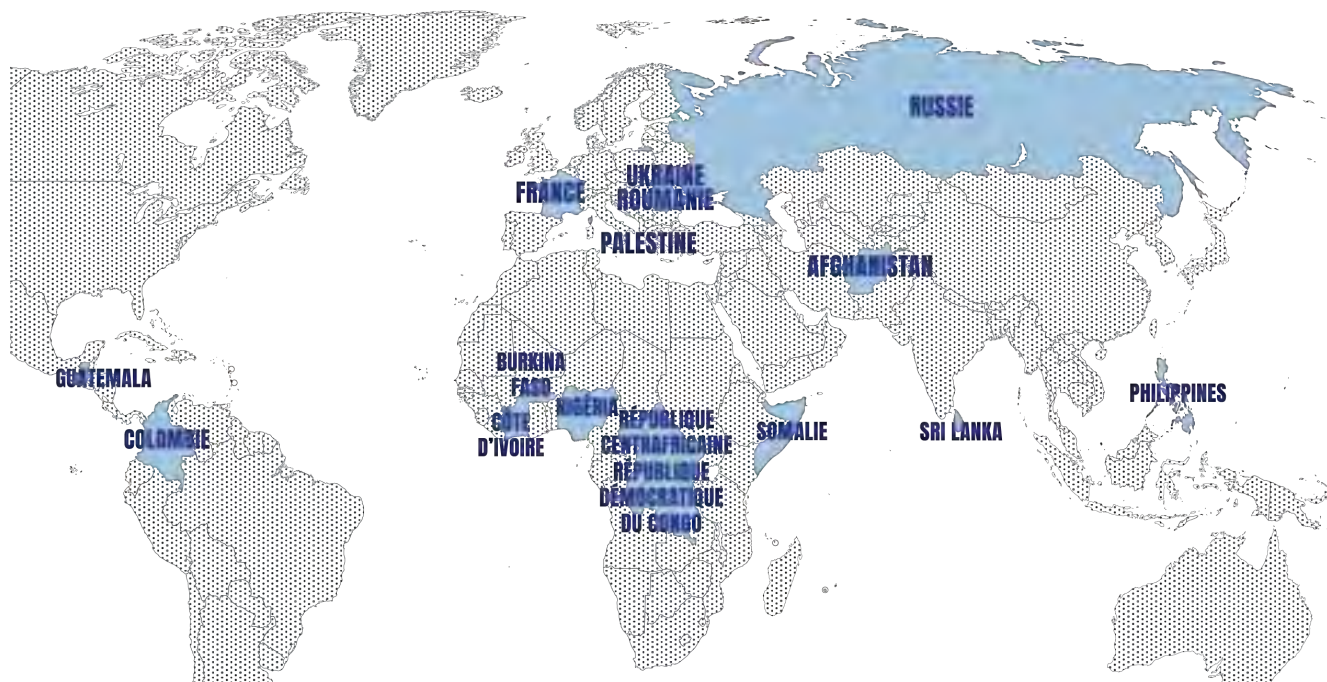 RUSSIE
UKRAINE
ROUMANIE
FRANCE
PALESTINE
AFGHANISTAN
BURKINA
FASO
GUATEMALA
PHILIPPINES
NIGÉRIA
CÔTE
D'IVOIRE
RÉPUBLIQUE
CENTRAFRICAINE
SOMALIE
SRI LANKA
COLOMBIE
RÉPUBLIQUE
DÉMOCRATIQUE
DU CONGO